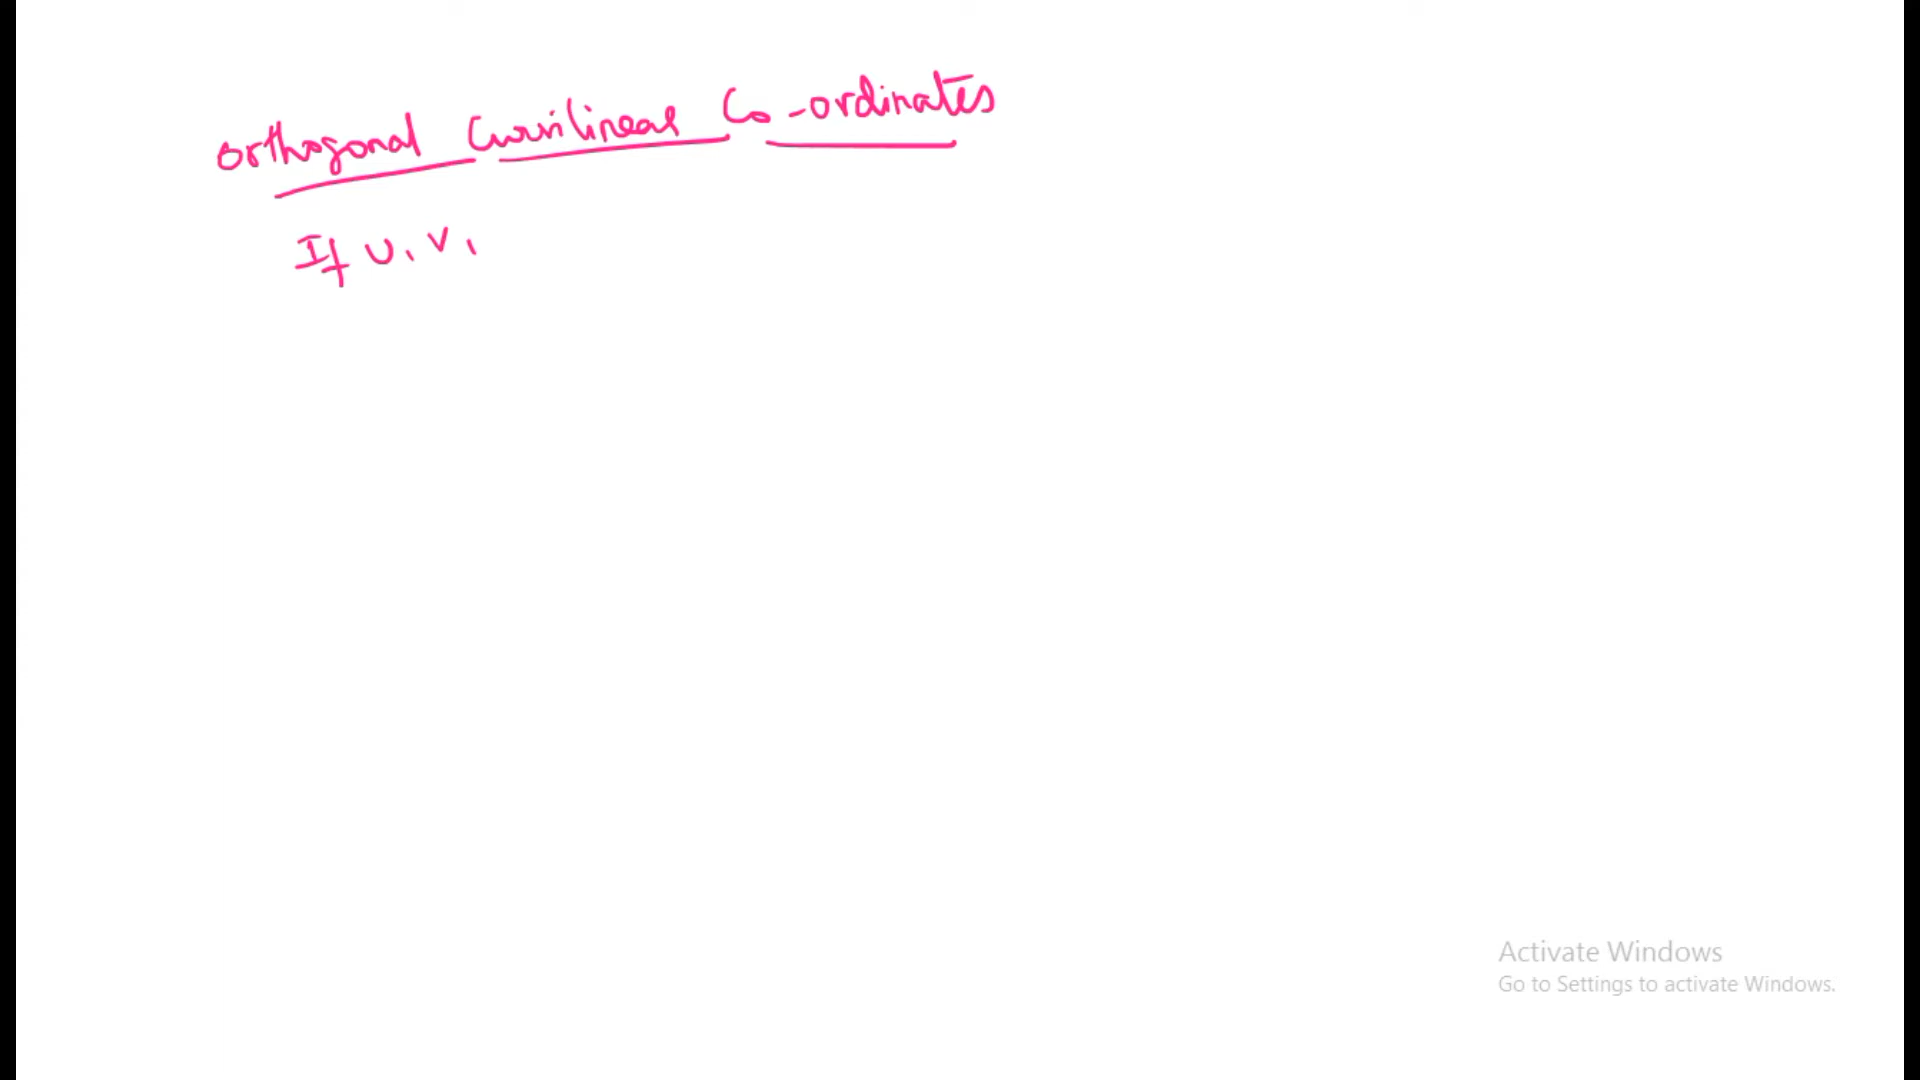 Orthogonal Curvilinear Co-ordinates
If u, v,
Activate Windows
Go to Settings to activate Windows.